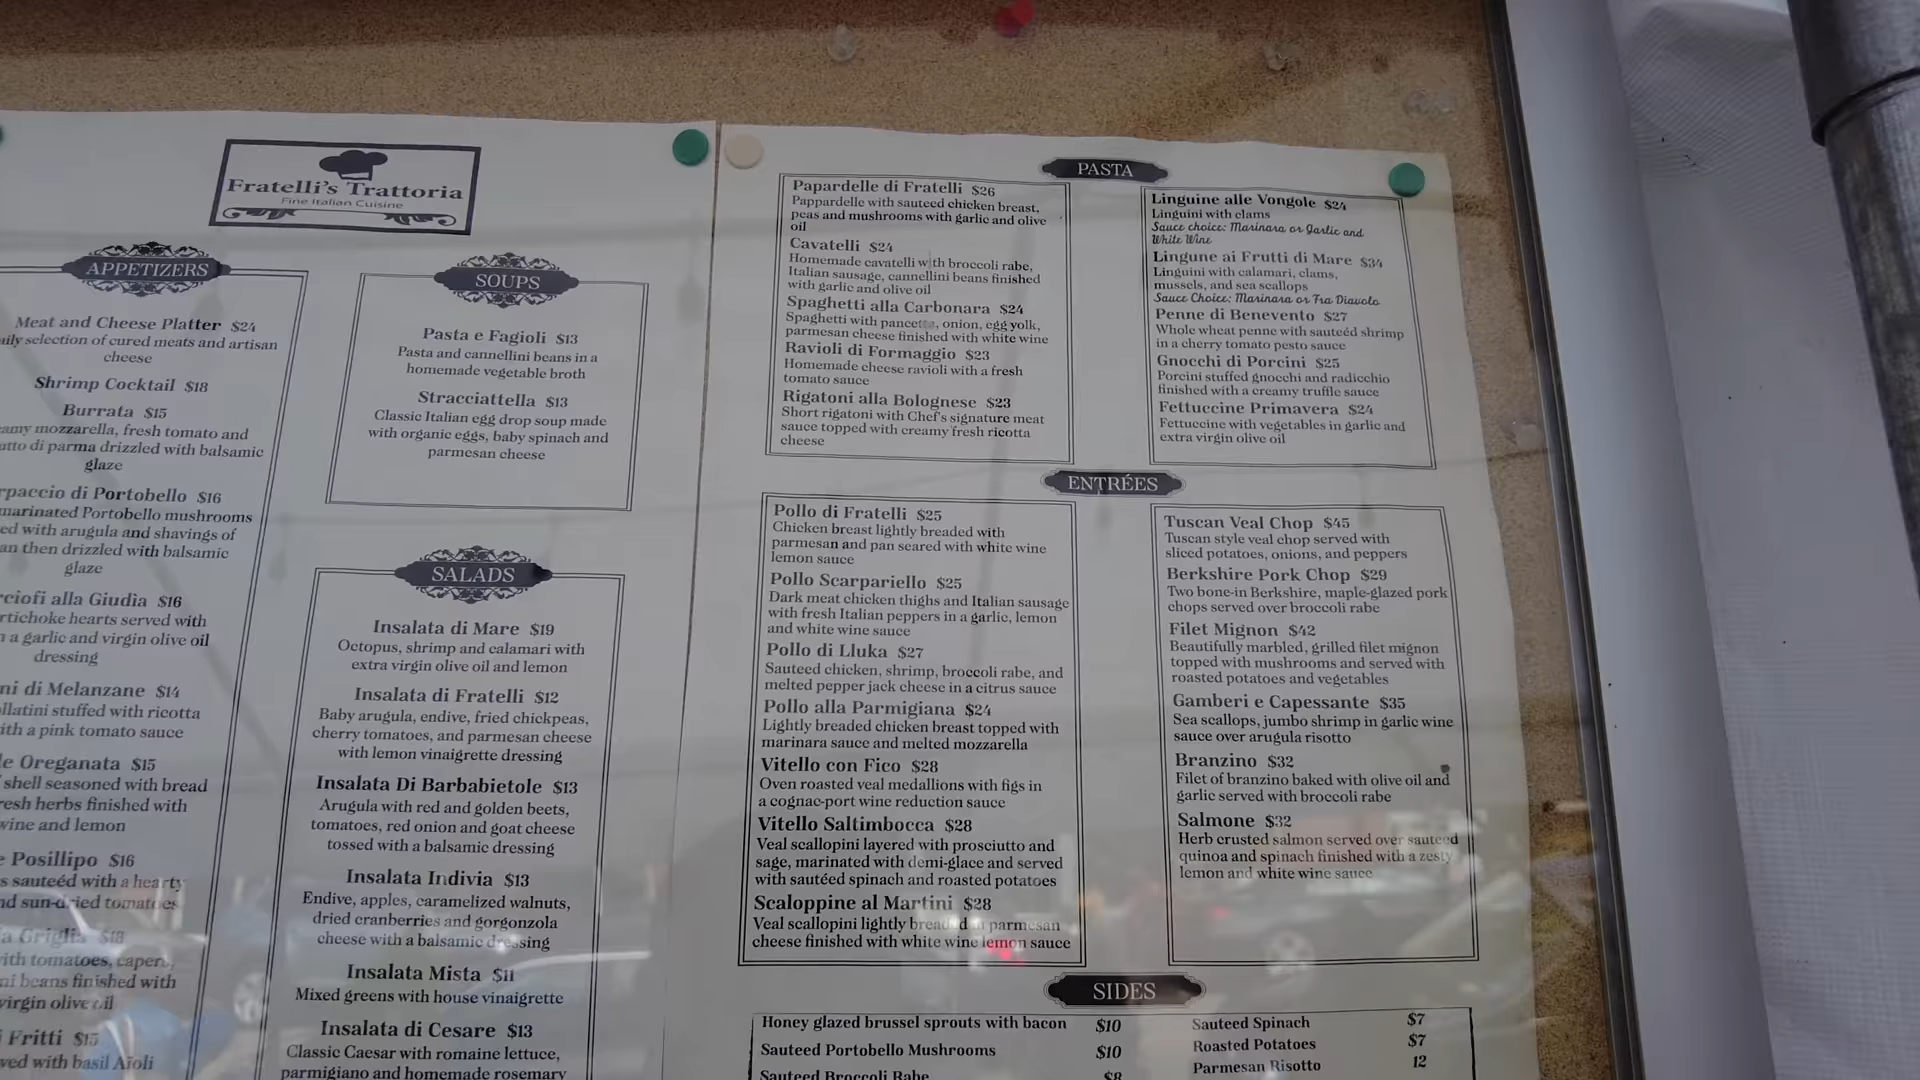 Fratelli's Trattoria
Fine Italian Cuisine
APPETIZERS
Meat and Cheese Platter $24
selection of cured meats and artisan
cheese
Shrimp Cocktail $18
Burrata $15
mozzarella, fresh tomato and
di parma drizzled with balsamic
glaze
di Portobello $16
marinated Portobello mushrooms
with arugula and shavings of
then drizzled with balsamic
glaze
alla Giudia $16
hearts served with
a garlic and virgin olive oil
dressing
di Melanzane $14
stuffed with ricotta
a pink tomato sauce
Oreganata $15
shell seasoned with bread
herbs finished with
wine and lemon
Posillipo $16
sauteéd with a hearty
sun-dried tomatoes
Griglia $18
tomatoes, capers,
beans finished with
virgin olive oil
Fritti $15
with basil Aïoli
SOUPS
Pasta e Fagioli $13
Pasta and cannellini beans in a
homemade vegetable broth
Stracciattella $13
Classic Italian egg drop soup made
with organic eggs, baby spinach and
parmesan cheese
SALADS
Insalata di Mare $19
Octopus, shrimp and calamari with
extra virgin olive oil and lemon
Insalata di Fratelli $12
Baby arugula, endive, fried chickpeas,
cherry tomatoes, and parmesan cheese
with lemon vinaigrette dressing
Insalata Di Barbabietole $13
Arugula with red and golden beets,
tomatoes, red onion and goat cheese
tossed with a balsamic dressing
Insalata Indivia $13
Endive, apples, caramelized walnuts,
dried cranberries and gorgonzola
cheese with a balsamic dressing
Insalata Mista $11
Mixed greens with house vinaigrette
Insalata di Cesare $13
Classic Caesar with romaine lettuce,
parmigiano and homemade rosemary
PASTA
Papardelle di Fratelli $26
Pappardelle with sauteed chicken breast,
peas and mushrooms with garlic and olive
oil
Cavatelli $24
Homemade cavatelli with broccoli rabe,
Italian sausage, cannellini beans finished
with garlic and olive oil
Spaghetti alla Carbonara $24
Spaghetti with pancetta, onion, egg yolk,
parmesan cheese finished with white wine
Ravioli di Formaggio $23
Homemade cheese ravioli with a fresh
tomato sauce
Rigatoni alla Bolognese $23
Short rigatoni with Chef's signature meat
sauce topped with creamy fresh ricotta
cheese
Linguine alle Vongole $24
Linguini with clams
Sauce choice: Marinara or Garlic and
White Wine
Lingune ai Frutti di Mare $34
Linguini with calamari, clams,
mussels, and sea scallops
Sauce Choice: Marinara or Fra Diavolo
Penne di Benevento $27
Whole wheat penne with sauteéd shrimp
in a cherry tomato pesto sauce
Gnocchi di Porcini $25
Porcini stuffed gnocchi and radicchio
finished with a creamy truffle sauce
Fettuccine Primavera $24
Fettuccine with vegetables in garlic and
extra virgin olive oil
ENTRÉES
Pollo di Fratelli $25
Chicken breast lightly breaded with
parmesan and pan seared with white wine
lemon sauce
Pollo Scarpariello $25
Dark meat chicken thighs and Italian sausage
with fresh Italian peppers in a garlic, lemon
and white wine sauce
Pollo di Lluka $27
Sauteed chicken, shrimp, broccoli rabe, and
melted pepper jack cheese in a citrus sauce
Pollo alla Parmigiana $24
Lightly breaded chicken breast topped with
marinara sauce and melted mozzarella
Vitello con Fico $28
Oven roasted veal medallions with figs in
a cognac-port wine reduction sauce
Vitello Saltimbocca $28
Veal scallopini layered with prosciutto and
sage, marinated with demi-glace and served
with sautéed spinach and roasted potatoes
Scaloppine al Martini $28
Veal scallopini lightly breaded in parmesan
cheese finished with white wine lemon sauce
Tuscan Veal Chop $45
Tuscan style veal chop served with
sliced potatoes, onions, and peppers
Berkshire Pork Chop $29
Two bone-in Berkshire, maple-glazed pork
chops served over broccoli rabe
Filet Mignon $42
Beautifully marbled, grilled filet mignon
topped with mushrooms and served with
roasted potatoes and vegetables
Gamberi e Capessante $35
Sea scallops, jumbo shrimp in garlic wine
sauce over arugula risotto
Branzino $32
Filet of branzino baked with olive oil and
garlic served with broccoli rabe
Salmone $32
Herb crusted salmon served over sauteed
quinoa and spinach finished with a zesty
lemon and white wine sauce
SIDES
Honey glazed brussel sprouts with bacon $10
Sauteed Portobello Mushrooms $10
Sauteed Broccoli Rabe $8
Sauteed Spinach $7
Roasted Potatoes $7
Parmesan Risotto 12